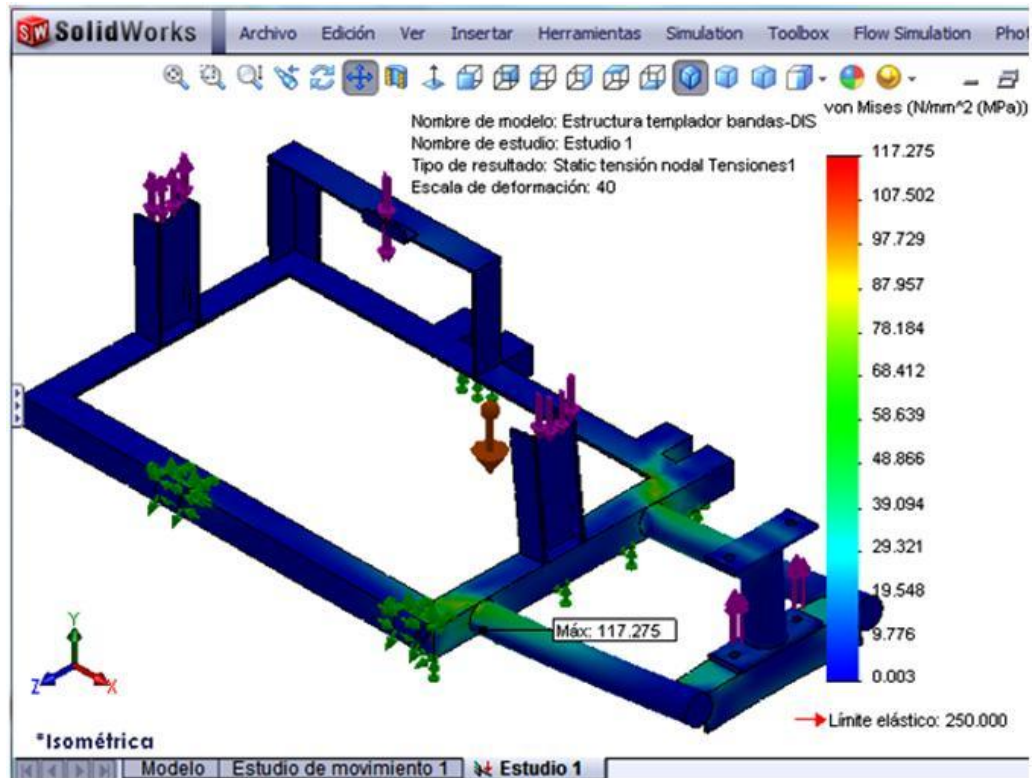 SolidWorks
Archivo Edición Ver Insertar Herramientas Simulation Toolbox Flow Simulation Phot
von Mises (N/mm^2 (MPa))
Nombre de modelo: Estructura templador bandas-DIS
Nombre de estudio: Estudio 1
Tipo de resultado: Static tensión nodal Tensiones1
Escala de deformación: 40
117.275
107.502
97.729
87.957
78.184
68.412
58.639
48.866
39.094
29.321
19.548
9.776
0.003
Límite elástico: 250.000
Máx: 117.275
Y
Z
X
*Isométrica
Modelo Estudio de movimiento 1 Estudio 1